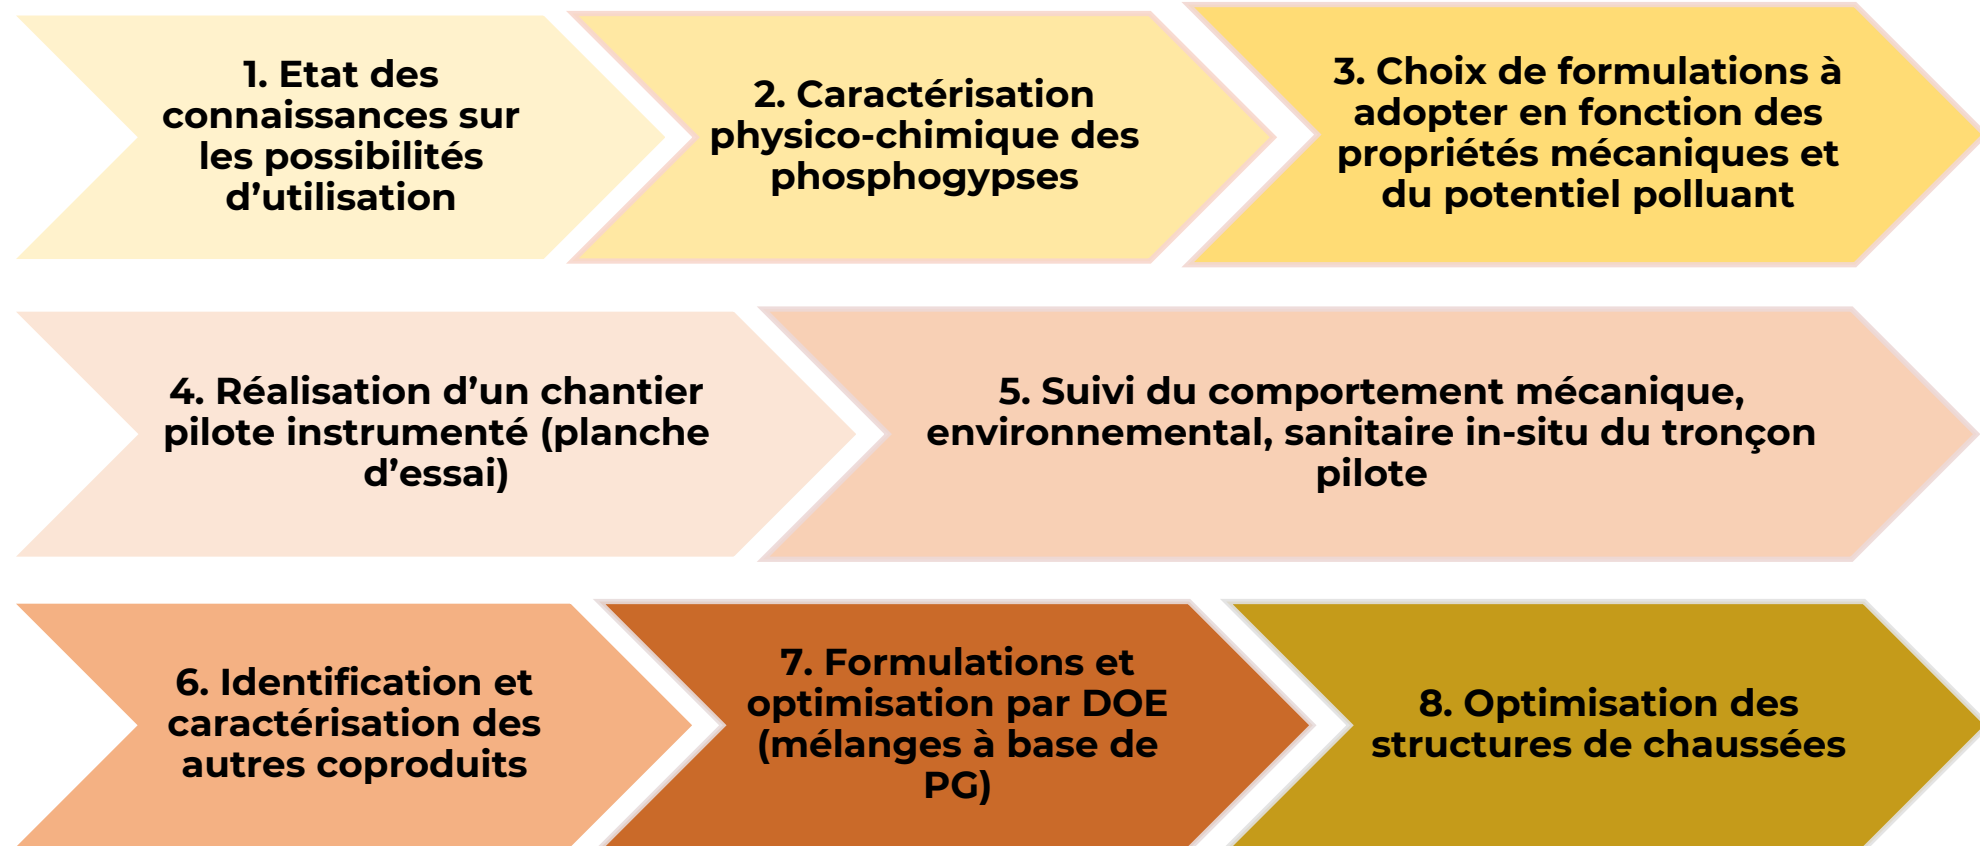 1. Etat des
connaissances sur
les possibilités
d’utilisation
2. Caractérisation
physico-chimique des
phosphogypses
3. Choix de formulations à
adopter en fonction des
propriétés mécaniques et
du potentiel polluant
4. Réalisation d’un chantier
pilote instrumenté (planche
d’essai)
5. Suivi du comportement mécanique,
environnemental, sanitaire in-situ du tronçon
pilote
6. Identification et
caractérisation des
autres coproduits
7. Formulations et
optimisation par DOE
(mélanges à base de
PG)
8. Optimisation des
structures de chaussées